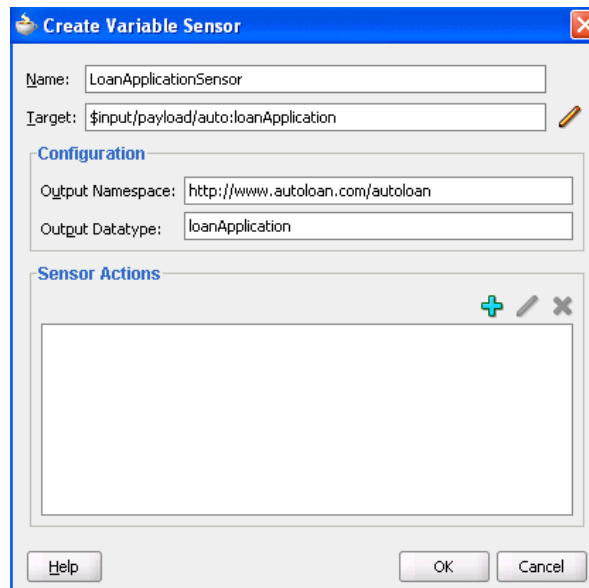 Create Variable Sensor
Name: LoanApplicationSensor
Target: $input/payload/auto:loanApplication
Configuration
Output Namespace: http://www.autoloan.com/autoloan
Output Datatype: loanApplication
Sensor Actions
Help OK Cancel